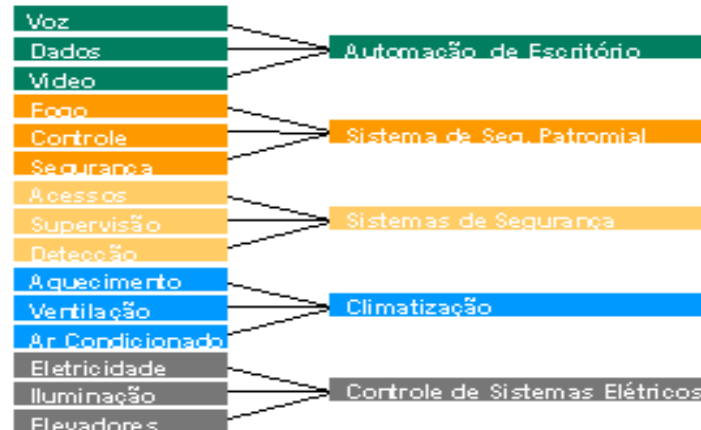 Voz
Dados
Video
Automação de Escritório
Fogo
Controle
Segurança
Sistema de Seg. Patromial
Acessos
Supervisão
Detecção
Sistemas de Segurança
Aquecimento
Ventilação
Ar Condicionado
Climatização
Eletricidade
Iluminação
Elevadores
Controle de Sistemas Elétricos